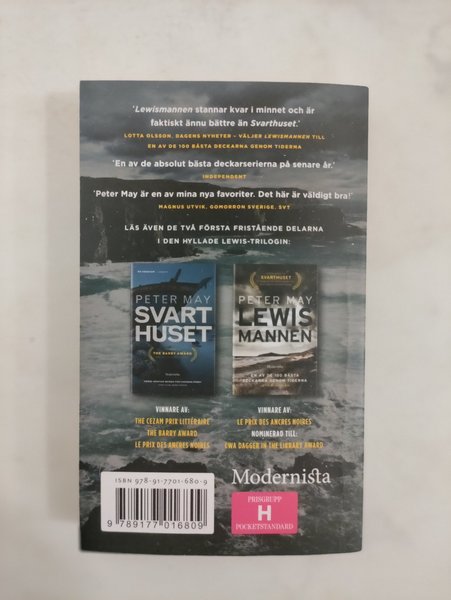 'Lewismannen stannar kvar i minnet och är
faktiskt ännu bättre än Svarthuset.'
LOTTA OLSSON, DAGENS NYHETER – VÄLJER LEWISMANNEN TILL
EN AV DE 100 BÄSTA DECKARNA GENOM TIDERNA
'En av de absolut bästa deckarserierna på senare år.'
INDEPENDENT
'Peter May är en av mina nya favoriter. Det här är väldigt bra!'
MAGNUS UTVIK, GOMORRON SVERIGE, SVT
LÄS ÄVEN DE TVÅ FÖRSTA FRISTÅENDE DELARNA
I DEN HYLLADE LEWIS-TRILOGIN:
PETER MAY
SVART
HUSET
THE BARRY AWARD
SVARTHUSET
PETER MAY
LEWIS
MANNEN
Modernista
EN AV DE 100 BÄSTA
DECKARNA GENOM TIDERNA
VINNARE AV:
THE CEZAM PRIX LITTÉRAIRE
THE BARRY AWARD
LE PRIX DES ANCRES NOIRES
VINNARE AV:
LE PRIX DES ANCRES NOIRES
NOMINERAD TILL:
CWA DAGGER IN THE LIBRARY AWARD
ISBN 978-91-7701-680-9
9 789177 016809
Modernista
PRISGRUPP
H
POCKETSTANDARD